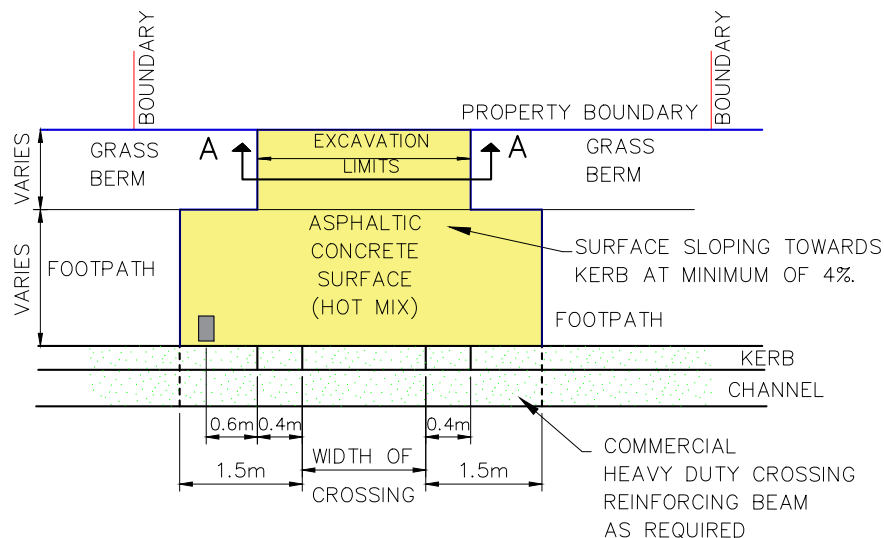 BOUNDARY
BOUNDARY
PROPERTY BOUNDARY
VARIES
GRASS
BERM
A
EXCAVATION
LIMITS
A
GRASS
BERM
VARIES
FOOTPATH
ASPHALTIC
CONCRETE
SURFACE
(HOT MIX)
SURFACE SLOPING TOWARDS
KERB AT MINIMUM OF 4%.
FOOTPATH
KERB
CHANNEL
0.6m
0.4m
0.4m
1.5m
WIDTH OF
CROSSING
1.5m
COMMERCIAL
HEAVY DUTY CROSSING
REINFORCING BEAM
AS REQUIRED